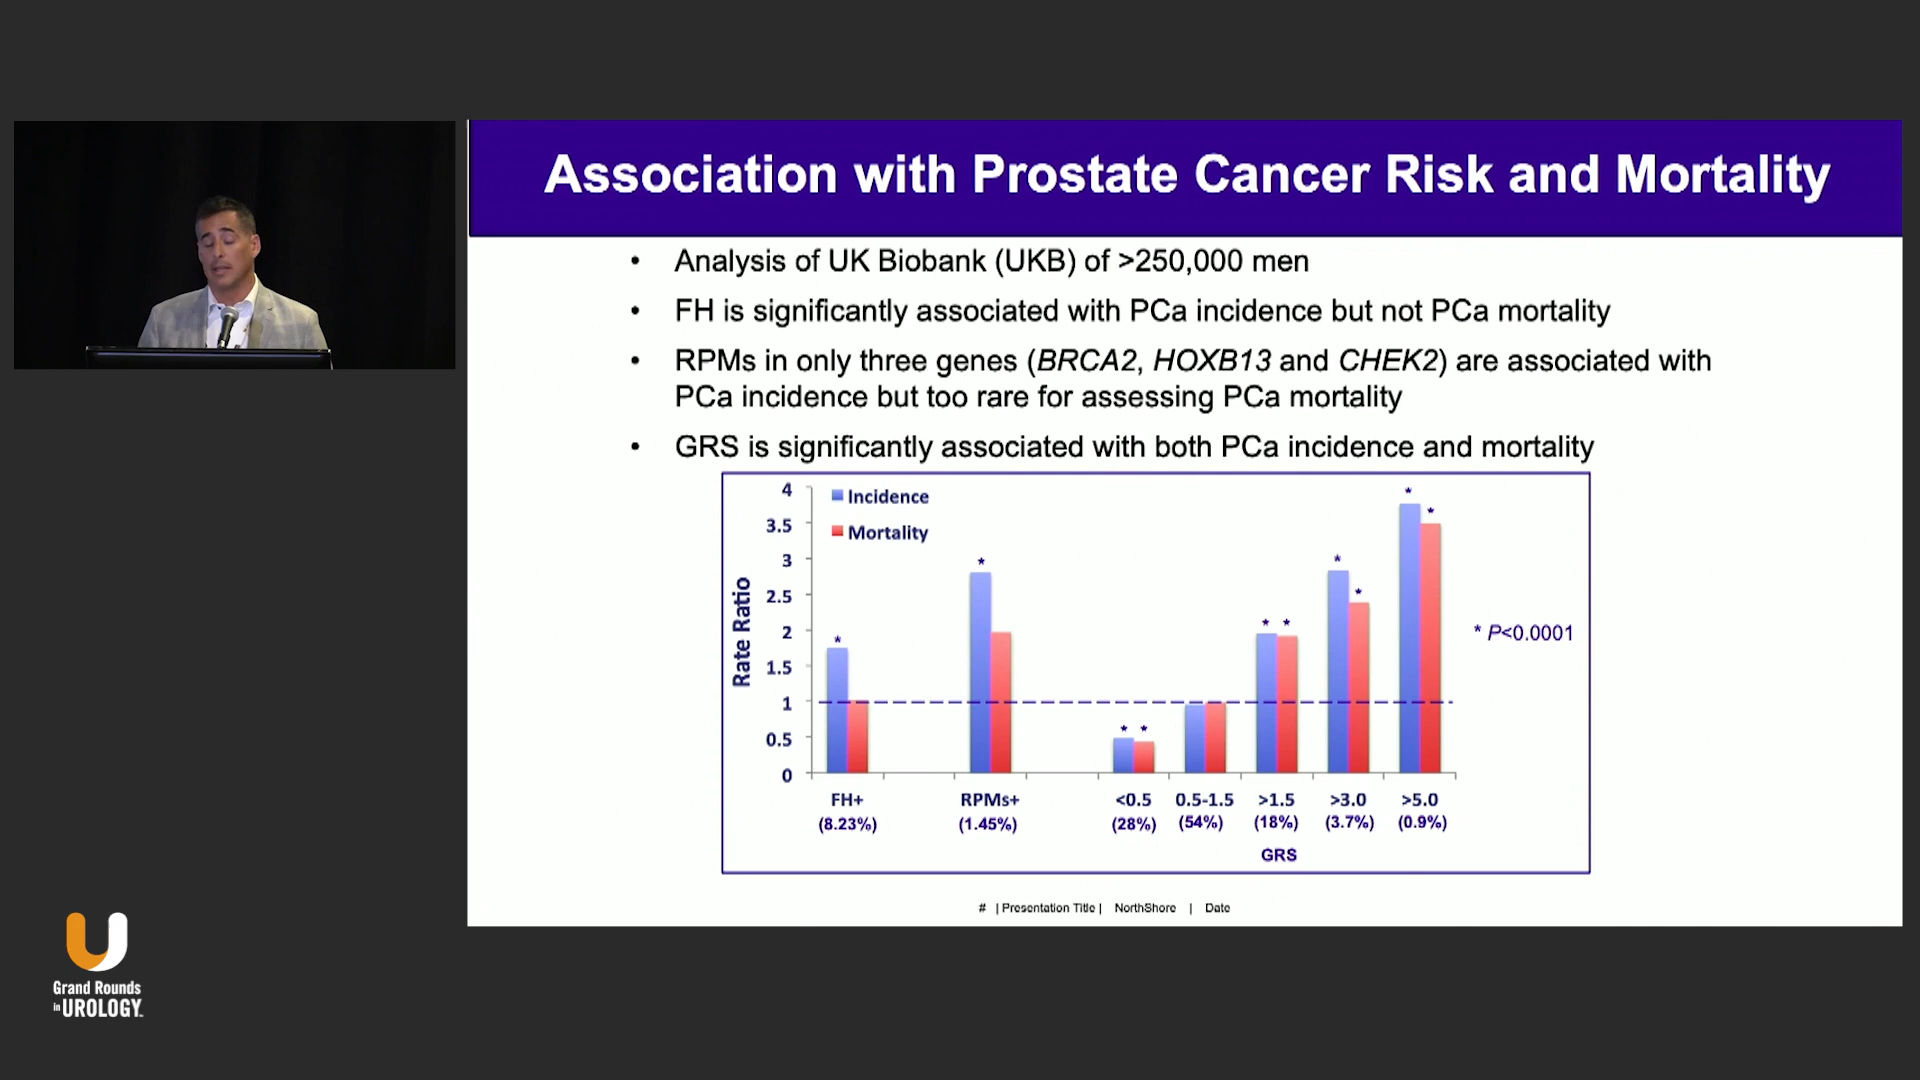 Association with Prostate Cancer Risk and Mortality
• Analysis of UK Biobank (UKB) of >250,000 men
• FH is significantly associated with PCa incidence but not PCa mortality
• RPMs in only three genes (BRCA2, HOXB13 and CHEK2) are associated with
PCa incidence but too rare for assessing PCa mortality
• GRS is significantly associated with both PCa incidence and mortality
Incidence
Mortality
Rate Ratio
4
3.5
3
2.5
2
1.5
1
0.5
0
*
*
* *
* *
* *
* *
* P<0.0001
FH+ RPMs+ <0.5 0.5-1.5 >1.5 >3.0 >5.0
(8.23%) (1.45%) (28%) (54%) (18%) (3.7%) (0.9%)
GRS
# | Presentation Title | NorthShore | Date
Grand Rounds
in UROLOGY